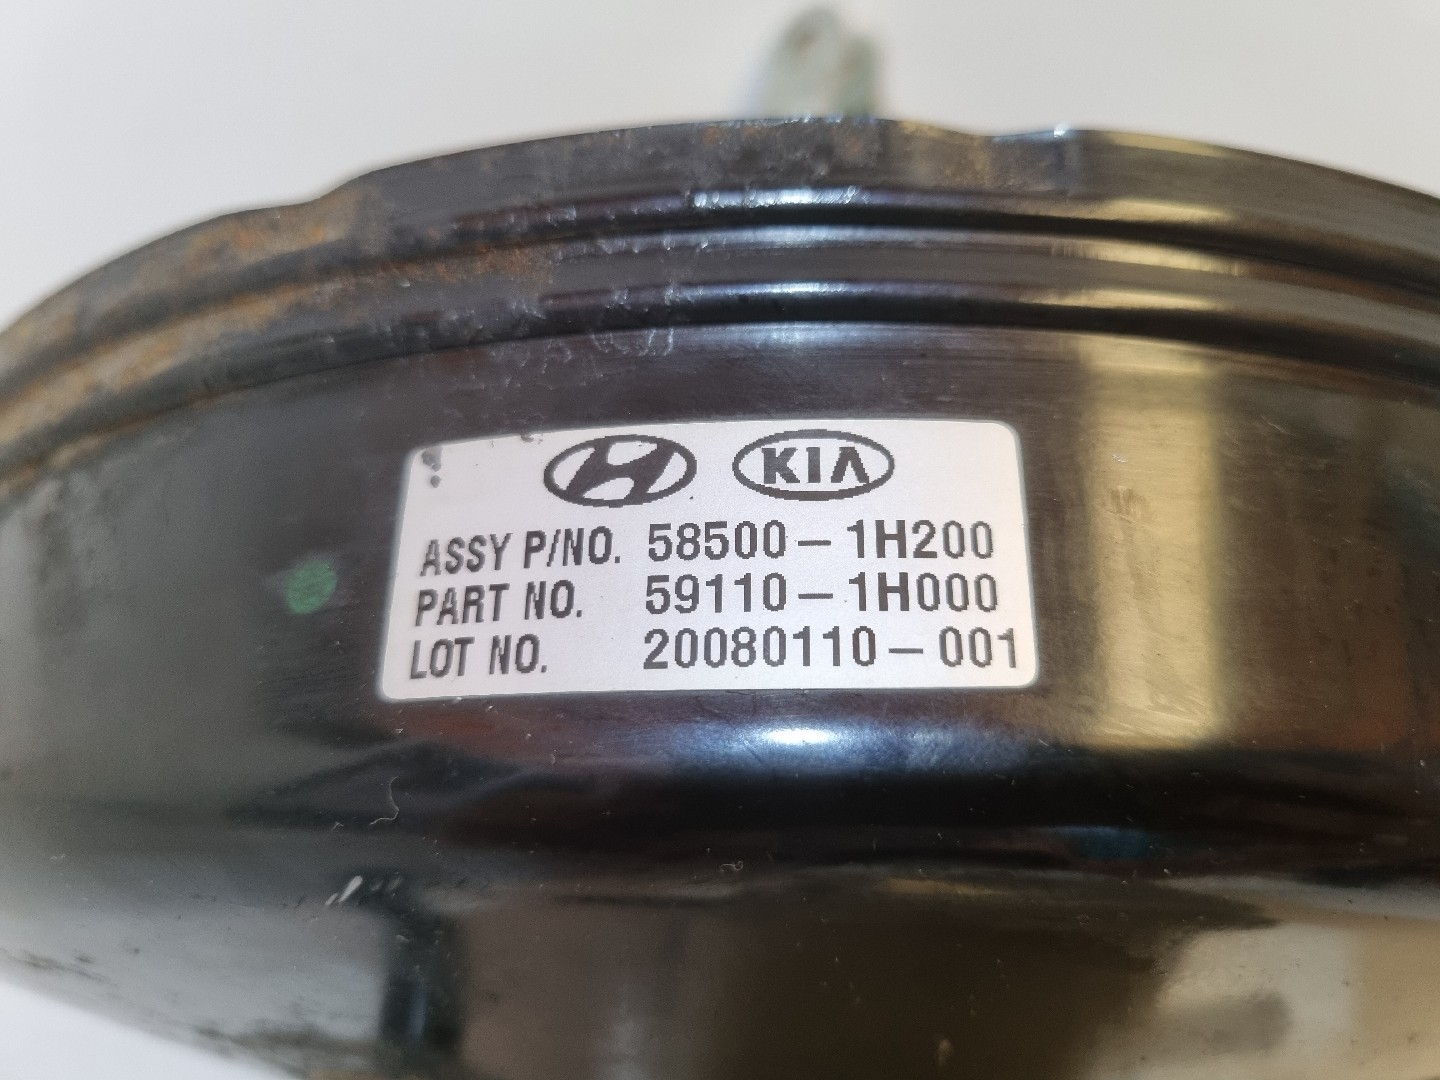 KIA
ASSY P/NO. 58500-1H200
PART NO. 59110-1H000
LOT NO. 20080110-001